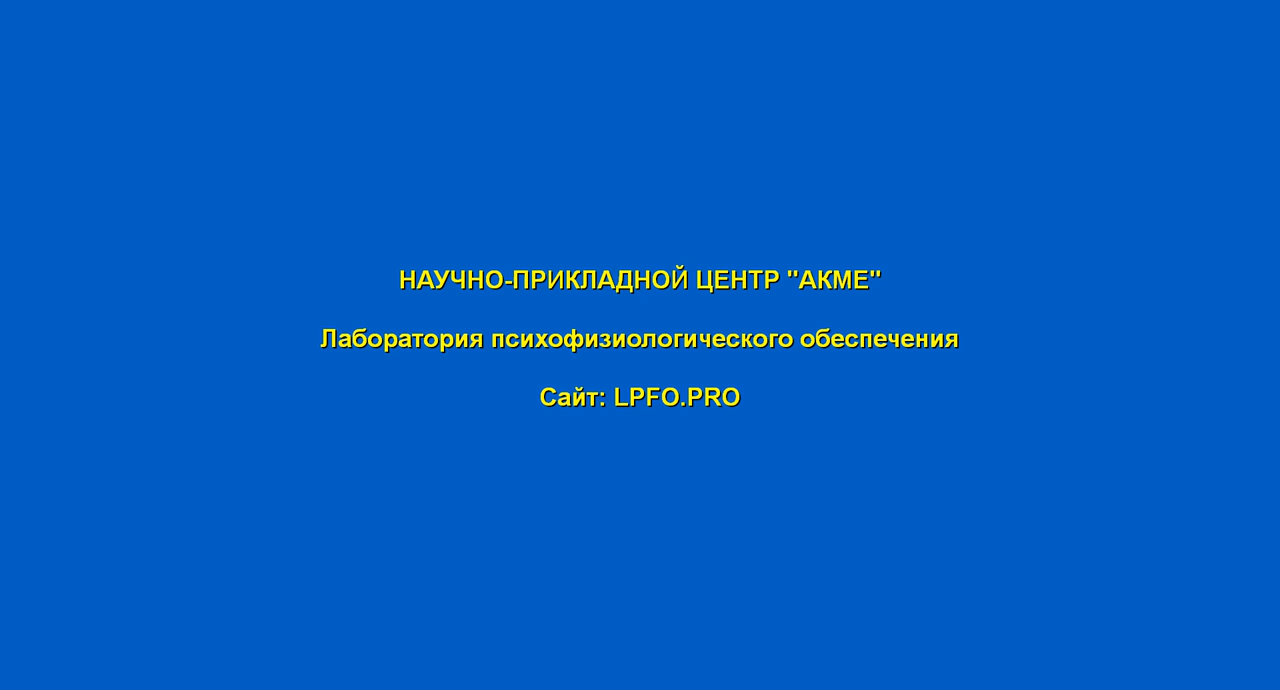 НАУЧНО-ПРИКЛАДНОЙ ЦЕНТР "АКМЕ"
Лаборатория психофизиологического обеспечения
Сайт: LPFO.PRO